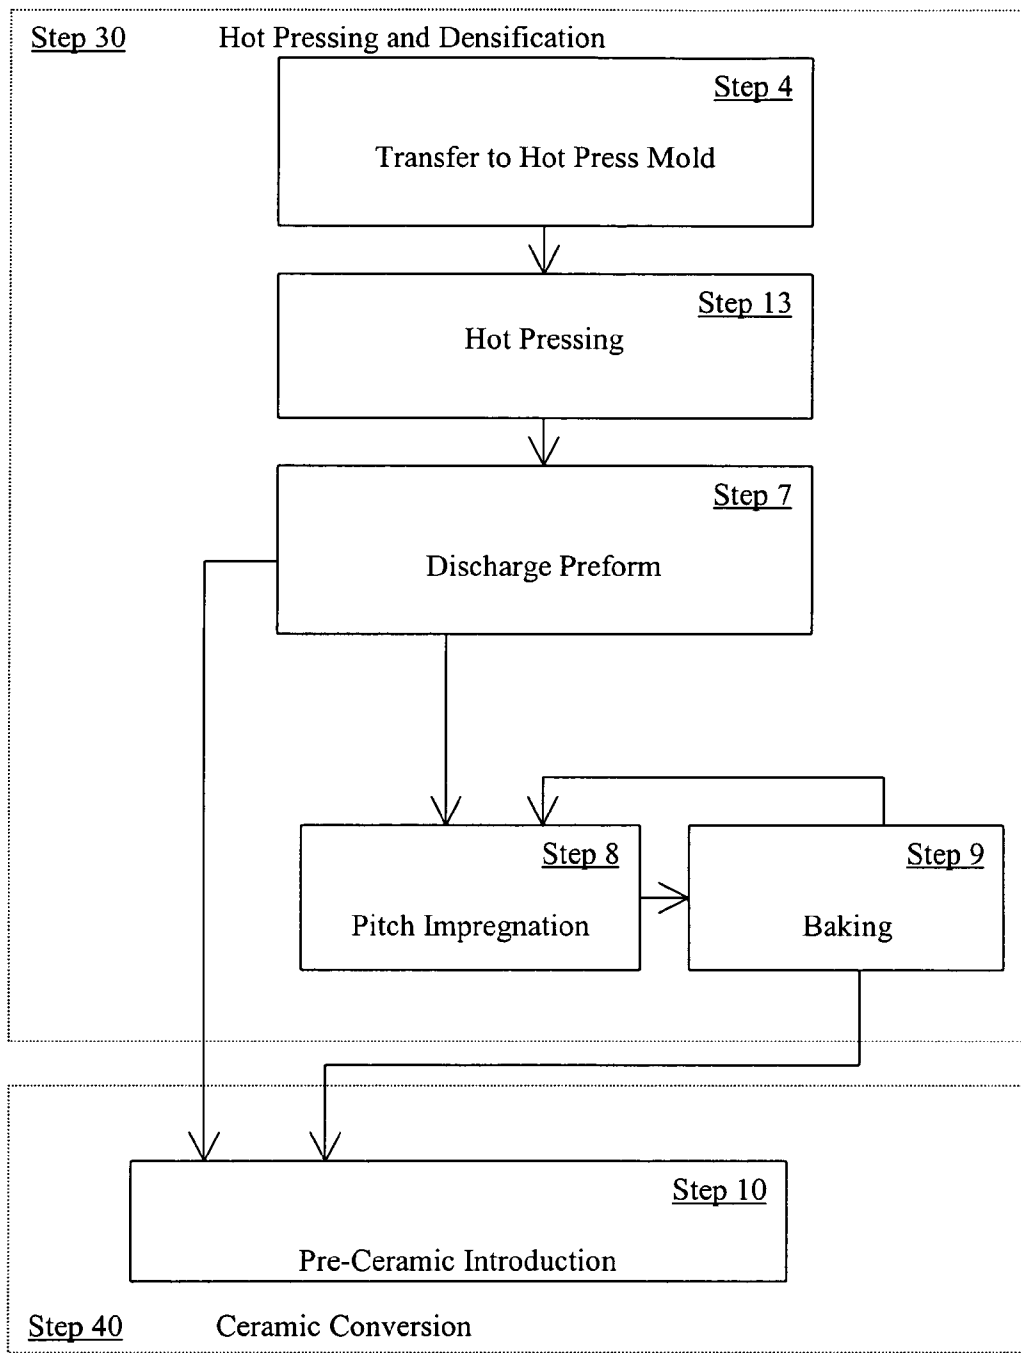 Step 30 Hot Pressing and Densification
Step 4
Transfer to Hot Press Mold
Step 13
Hot Pressing
Step 7
Discharge Preform
Step 8
Pitch Impregnation
Step 9
Baking
Step 10
Pre-Ceramic Introduction
Step 40 Ceramic Conversion